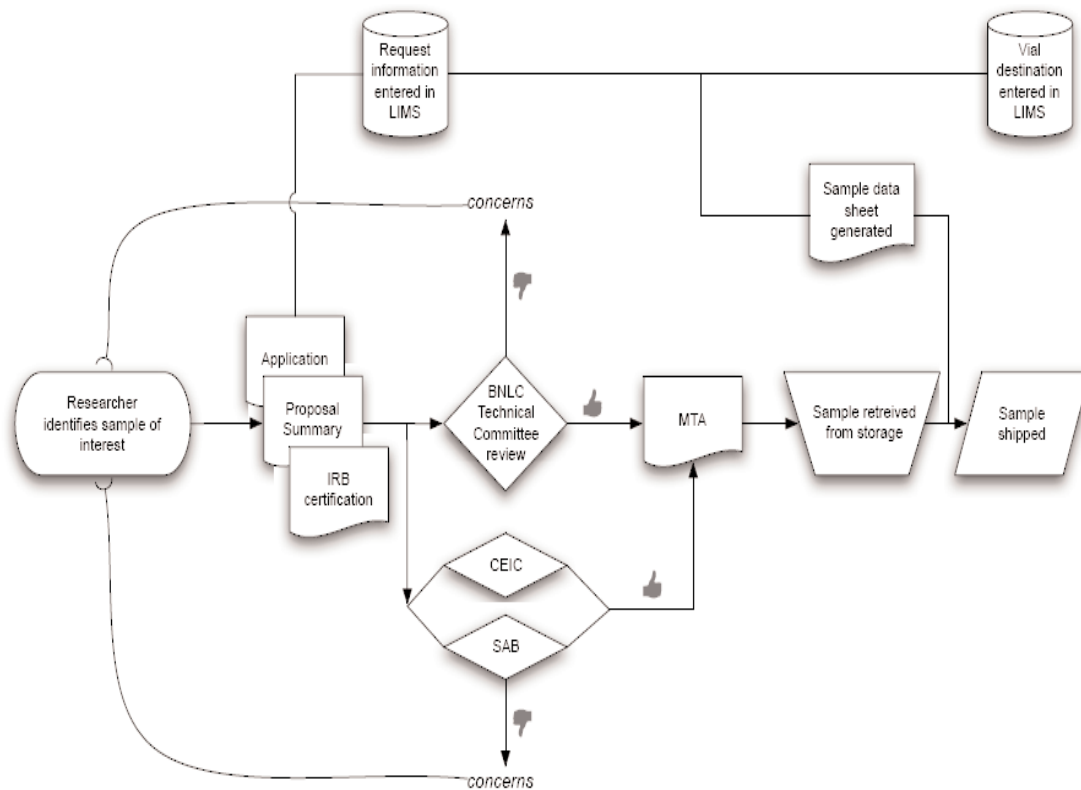 Request
information
entered in
LIMS
Vial
destination
entered in
LIMS
Sample data
sheet
generated
concerns
Application
Researcher
identifies sample of
interest
Proposal
Summary
IRB
certification
BNLC
Technical
Committee
review
MTA
Sample retreived
from storage
Sample
shipped
CEIC
SAB
concerns